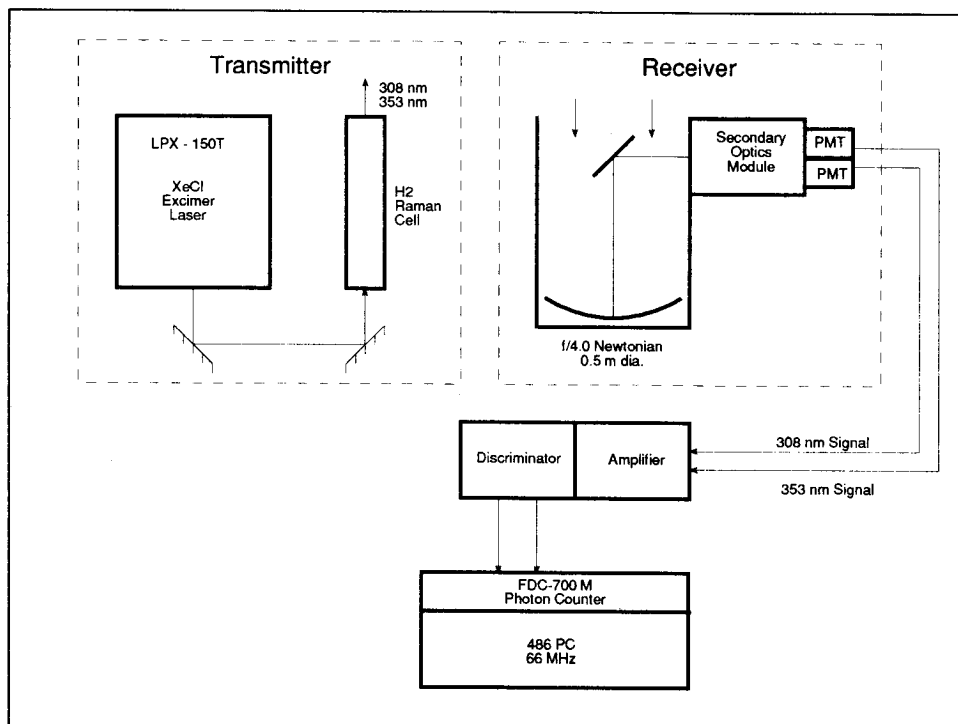 Transmitter
308 nm
353 nm
LPX - 150T
XeCl
Excimer
Laser
H2
Raman
Cell
Receiver
Secondary
Optics
Module
PMT
PMT
f/4.0 Newtonian
0.5 m dia.
Discriminator
Amplifier
308 nm Signal
353 nm Signal
FDC-700 M
Photon Counter
486 PC
66 MHz